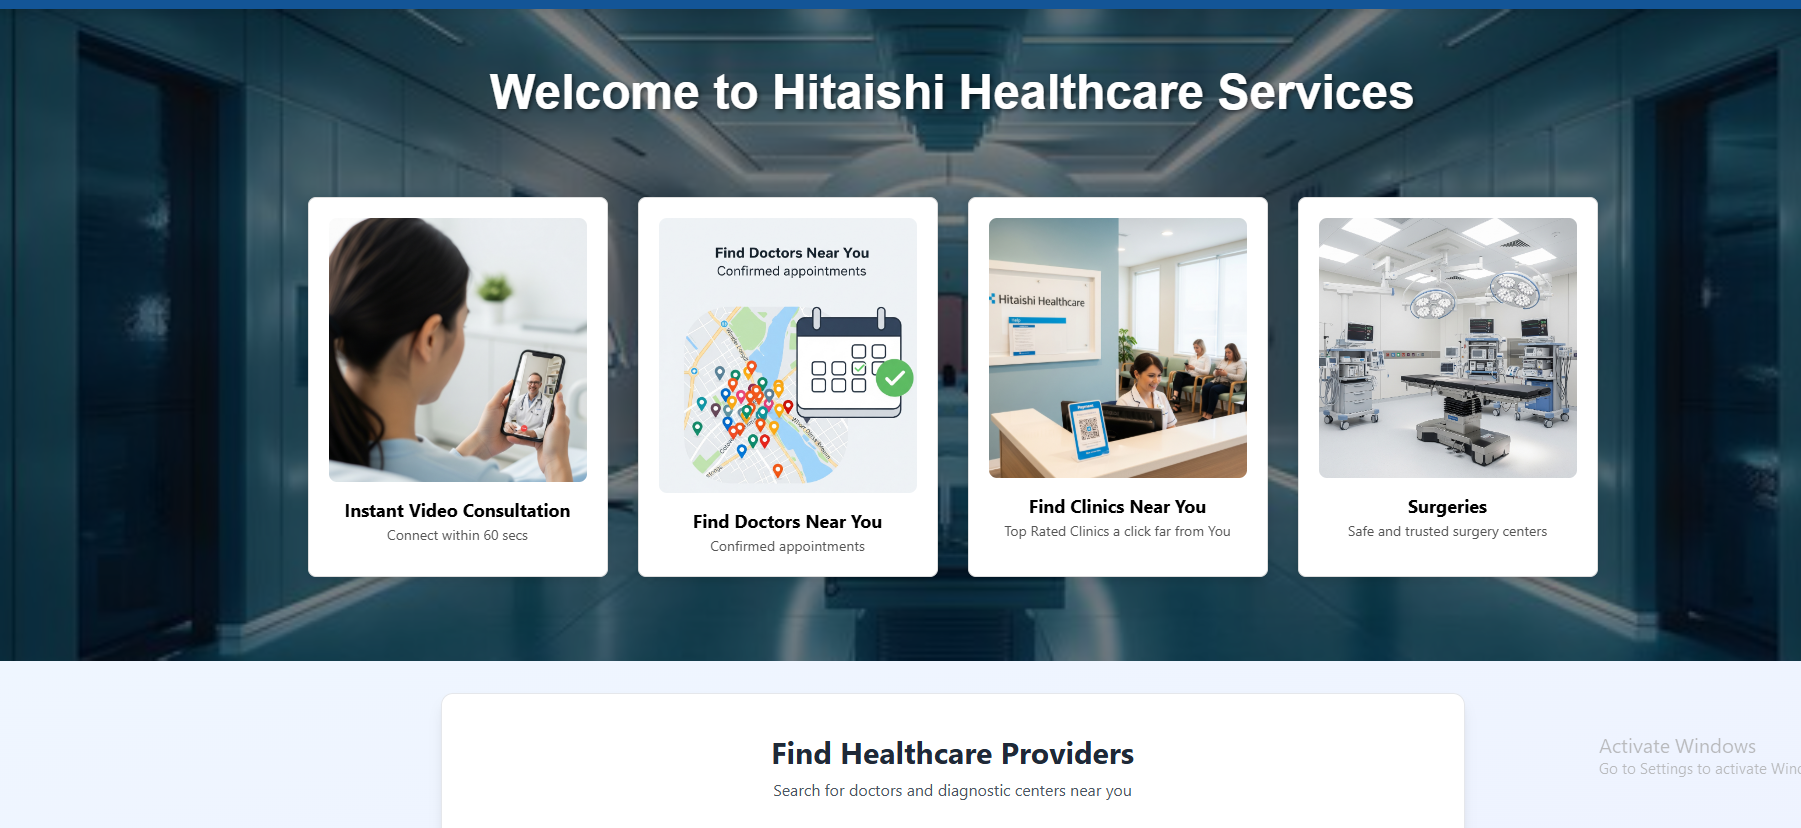 Welcome to Hitaishi Healthcare Services
Find Doctors Near You
Confirmed appointments
Hitaishi Healthcare
Instant Video Consultation
Connect within 60 secs
Find Doctors Near You
Confirmed appointments
Find Clinics Near You
Top Rated Clinics a click far from You
Surgeries
Safe and trusted surgery centers
Find Healthcare Providers
Search for doctors and diagnostic centers near you
Activate Windows
Go to Settings to activate